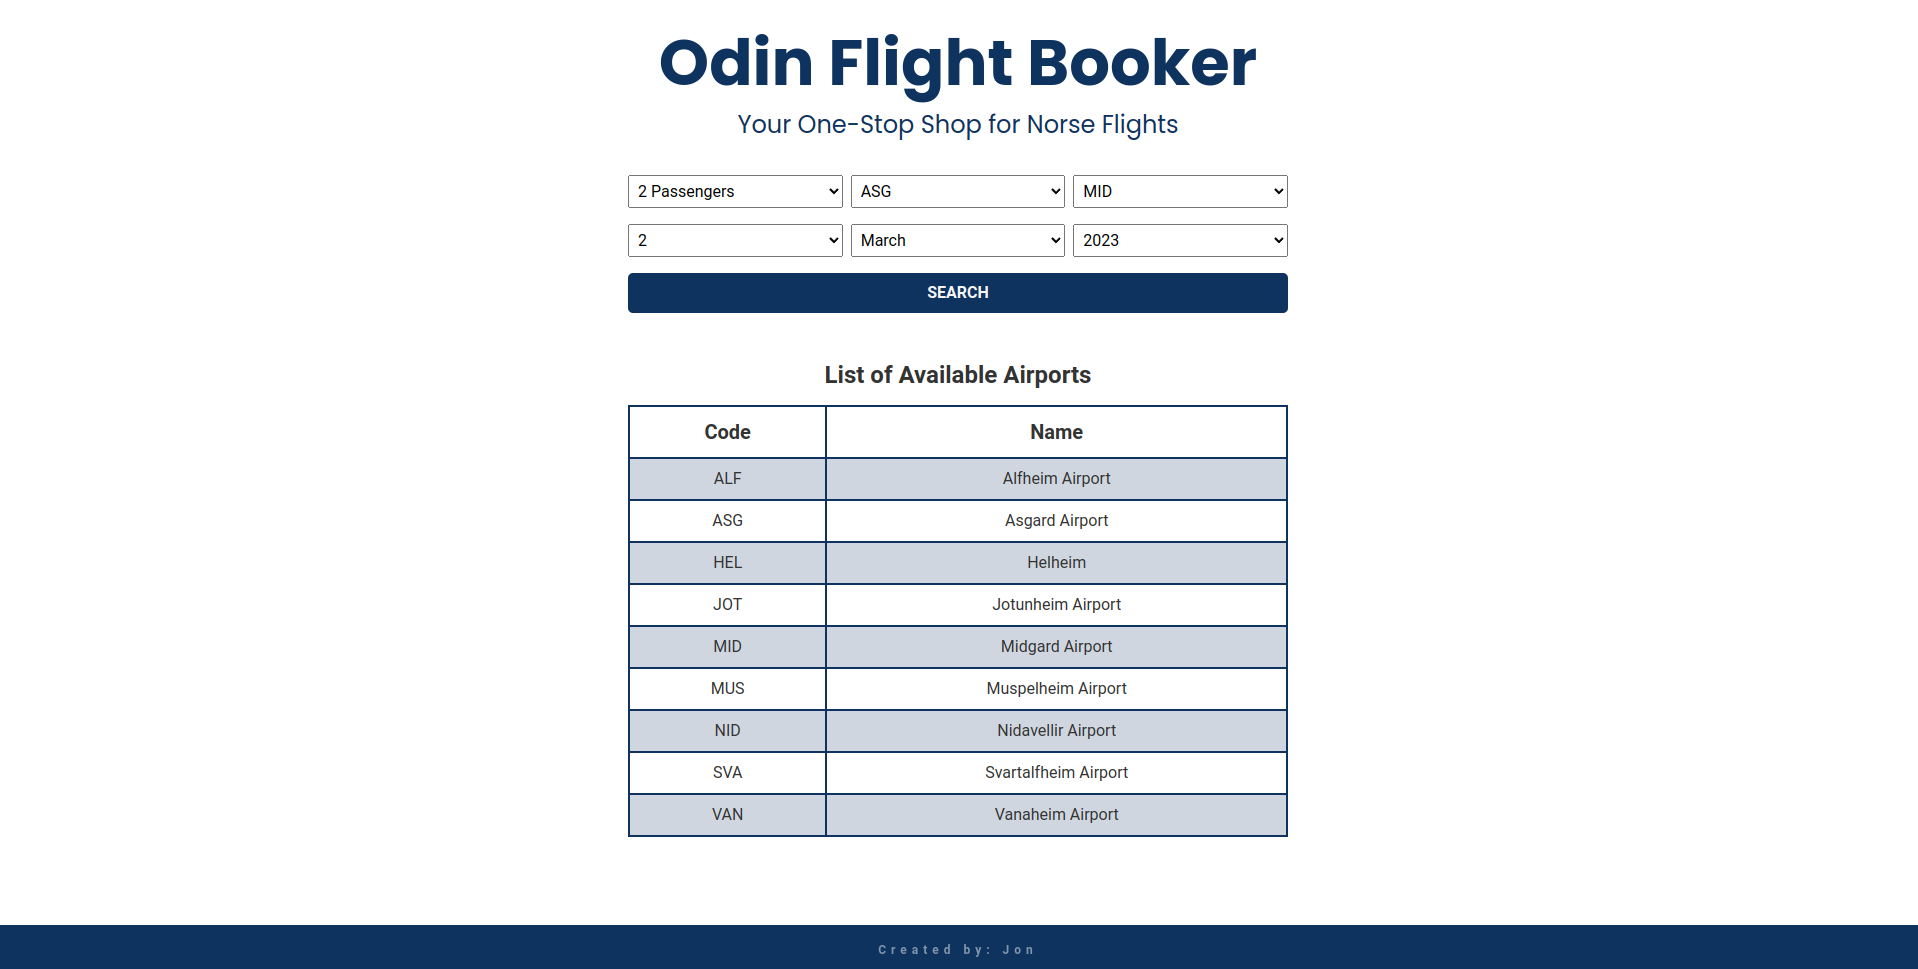 Odin Flight Booker
Your One-Stop Shop for Norse Flights
2 Passengers ASG MID
2 March 2023
SEARCH
List of Available Airports
Code Name
ALF Alfheim Airport
ASG Asgard Airport
HEL Helheim
JOT Jotunheim Airport
MID Midgard Airport
MUS Muspelheim Airport
NID Nidavellir Airport
SVA Svartalfheim Airport
VAN Vanaheim Airport
Created by: Jon